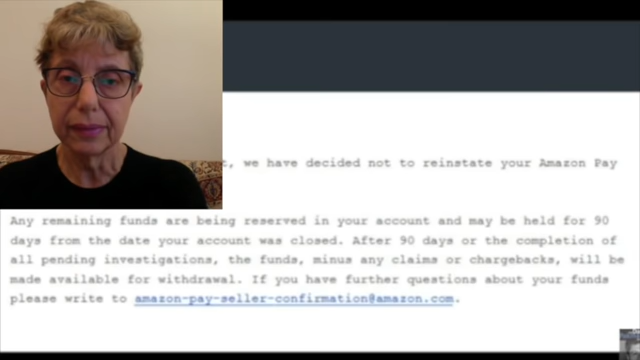 , we have decided not to reinstate your Amazon Pay
Any remaining funds are being reserved in your account and may be held for 90
days from the date your account was closed. After 90 days or the completion of
all pending investigations, the funds, minus any claims or chargebacks, will be
made available for withdrawal. If you have further questions about your funds
please write to amazon-pay-seller-confirmation@amazon.com.